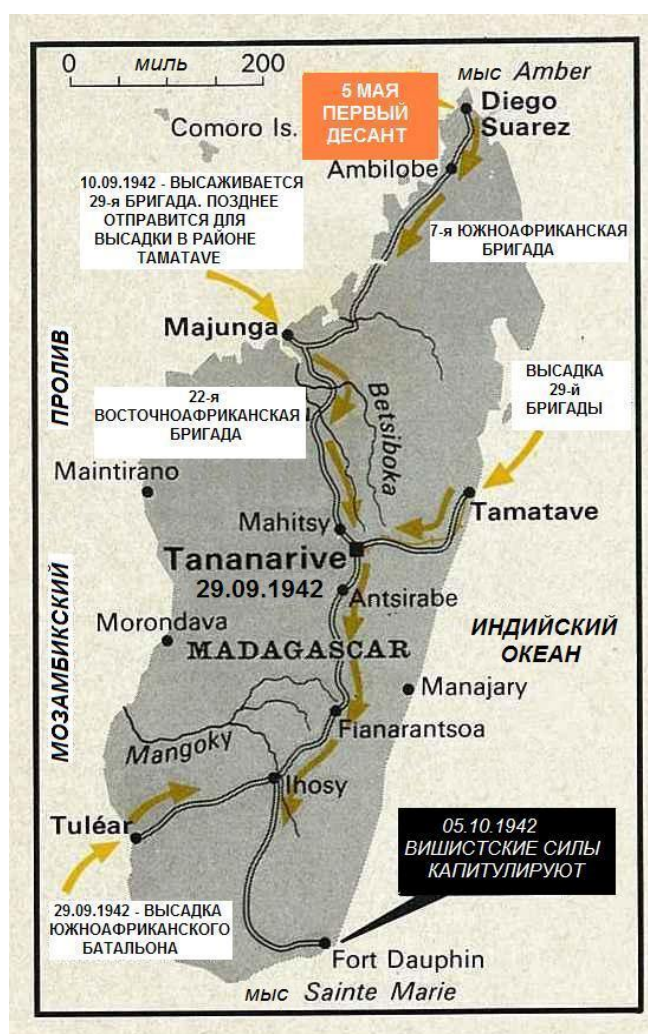 0 миль 200
мыс Amber
5 МАЯ
ПЕРВЫЙ
ДЕСАНТ
Diego
Suarez
Comoro Is.
Ambilobe
10.09.1942 - ВЫСАЖИВАЕТСЯ
29-я БРИГАДА. ПОЗДНЕЕ
ОТПРАВИТСЯ ДЛЯ
ВЫСАДКИ В РАЙОНЕ
TAMATAVE
7-я ЮЖНОАФРИКАНСКАЯ
БРИГАДА
Majunga
ПРОЛИВ
ВЫСАДКА
29-й
БРИГАДЫ
22-я
ВОСТОЧНОАФРИКАНСКАЯ
БРИГАДА
Betsiboka
Maintirano
Tamatave
Mahitsy
Tananarive
29.09.1942
Antsirabe
Morondava
ИНДИЙСКИЙ
ОКЕАН
MADAGASCAR
МОЗАМБИКСКИЙ
Manajary
Fianarantsoa
Mangoky
Ihosy
Tuléar
05.10.1942
ВИШИСТСКИЕ СИЛЫ
КАПИТУЛИРУЮТ
29.09.1942 - ВЫСАДКА
ЮЖНОАФРИКАНСКОГО
БАТАЛЬОНА
Fort Dauphin
мыс Sainte Marie